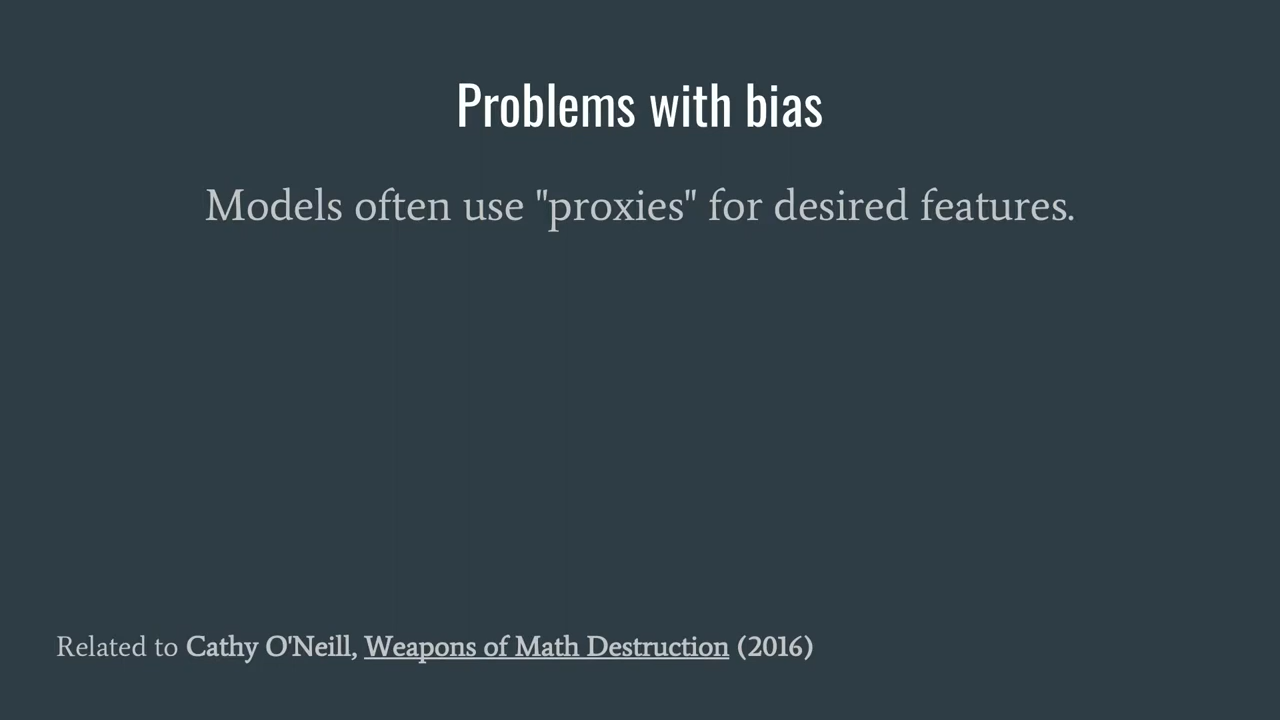 Problems with bias
Models often use "proxies" for desired features.
Related to Cathy O'Neill, Weapons of Math Destruction (2016)